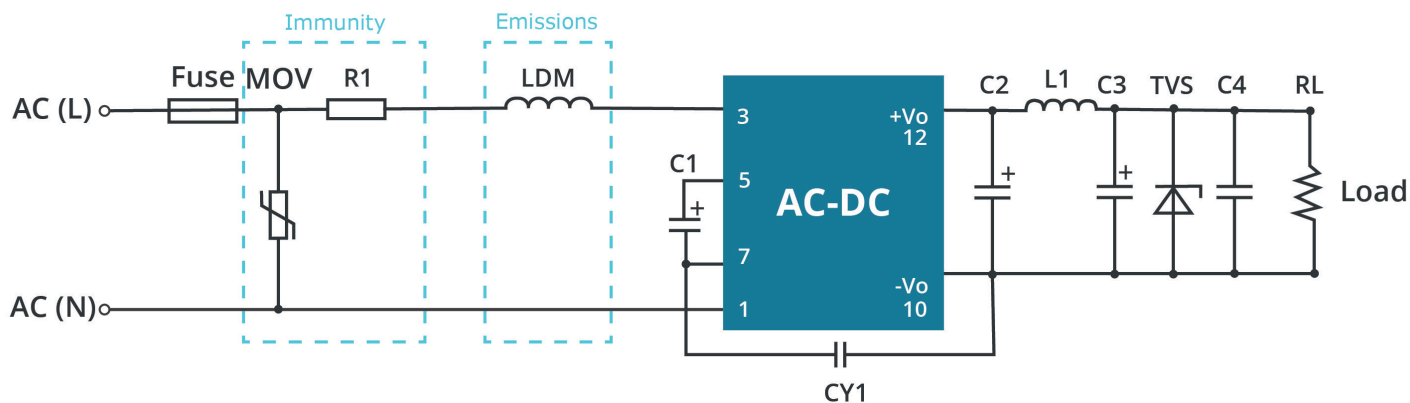 Immunity
Emissions
Fuse
MOV
R1
LDM
C2
L1
C3
TVS
C4
RL
AC (L)
3
+Vo
12
C1
5
+
+
+
AC-DC
Load
7
-Vo
AC (N)
1
10
CY1